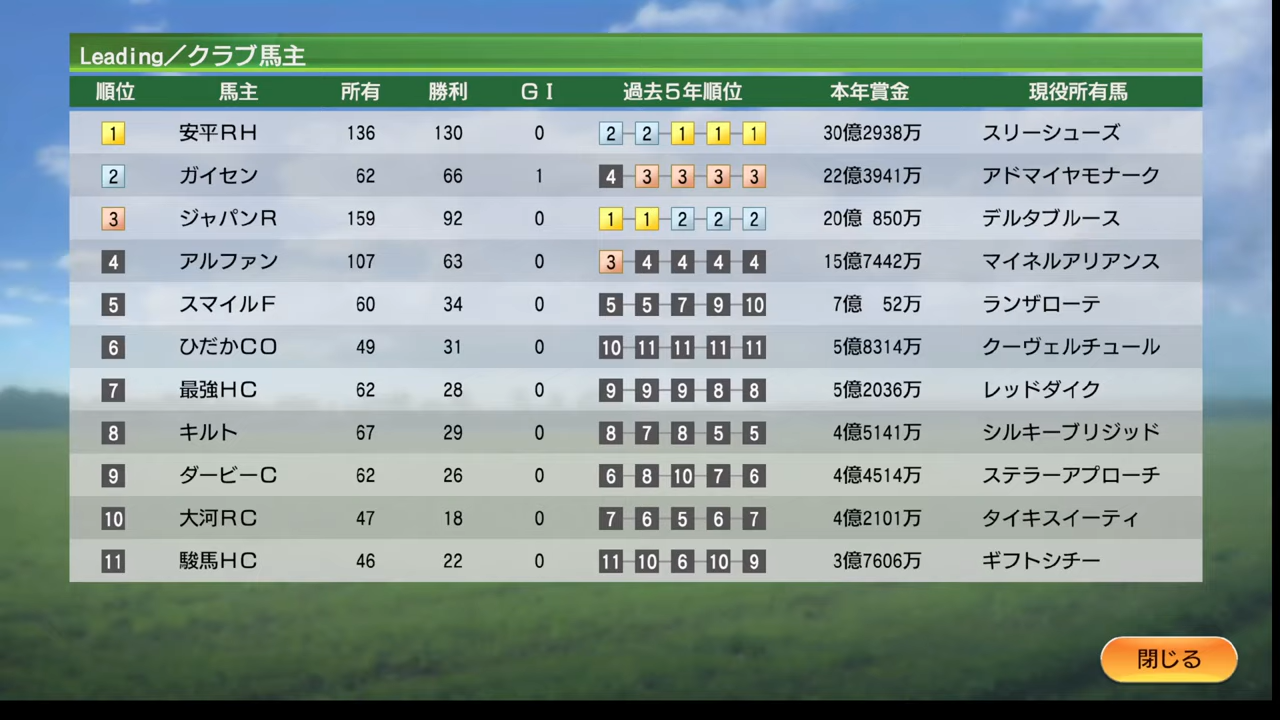 Leading／クラブ馬主
順位 馬主 所有 勝利 GⅠ 過去5年順位 本年賞金 現役所有馬
1 安平RH 136 130 0 2 2 1 1 1 30億2938万 スリーシューズ
2 ガイセン 62 66 1 4 3 3 3 3 22億3941万 アドマイヤモナーク
3 ジャパンR 159 92 0 1 1 2 2 2 20億 850万 デルタブルース
4 アルファン 107 63 0 3 4 4 4 4 15億7442万 マイネルアリアンス
5 スマイルF 60 34 0 5 5 7 9 10 7億 52万 ランザローテ
6 ひだかCO 49 31 0 10 11 11 11 11 5億8314万 クーヴェルチュール
7 最強HC 62 28 0 9 9 9 8 8 5億2036万 レッドダイク
8 キルト 67 29 0 8 7 8 5 5 4億5141万 シルキーブリジッド
9 ダービーC 62 26 0 6 8 10 7 6 4億4514万 ステラーアプローチ
10 大河RC 47 18 0 7 6 5 6 7 4億2101万 タイキスイーティ
11 駿馬HC 46 22 0 11 10 6 10 9 3億7606万 ギフトシチー
閉じる